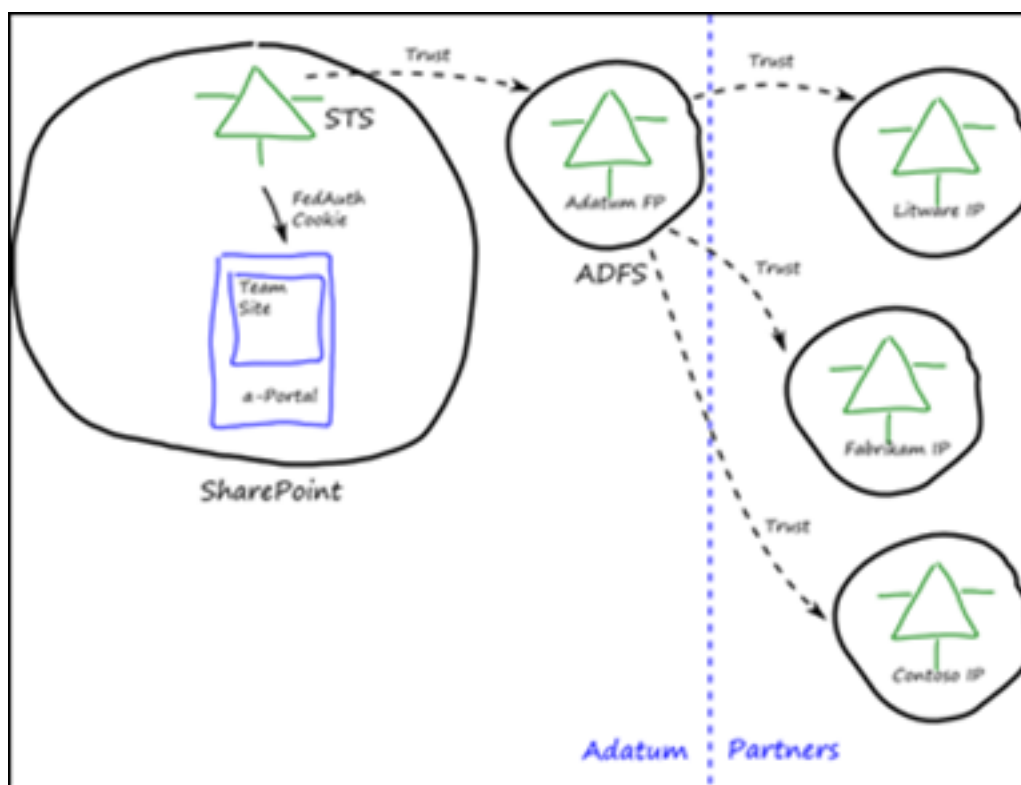 Trust
STS
FedAuth
Cookie
Team
Site
a-Portal
SharePoint
Adatum FP
ADFS
Trust
Litware IP
Trust
Fabrikam IP
Trust
Contoso IP
Adatum
Partners